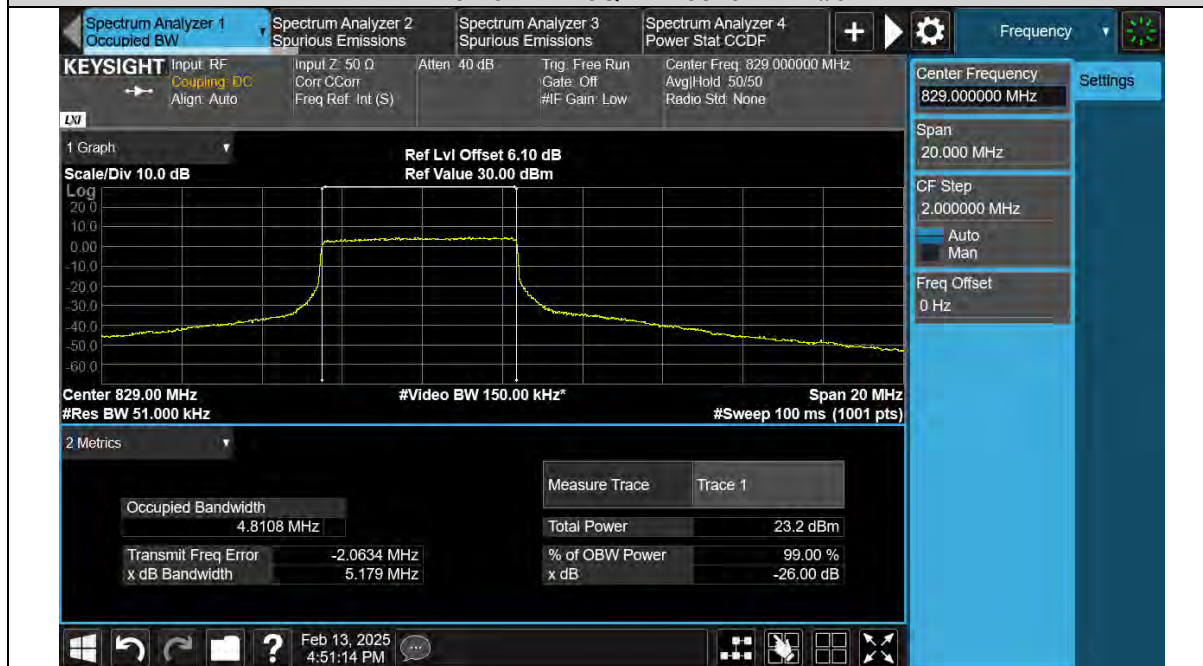 Spectrum Analyzer 1
Occupied BW
Spectrum Analyzer 2
Spurious Emissions
Spectrum Analyzer 3
Spurious Emissions
Spectrum Analyzer 4
Power Stat CCDF
Frequency
KEYSIGHT
Input: RF
Coupling: DC
Align: Auto
Input Z: 50 Ω
Corr CCorr
Freq Ref: Int (S)
Atten: 40 dB
Trig: Free Run
Gate: Off
#IF Gain: Low
Center Freq: 829.000000 MHz
Avg|Hold: 50/50
Radio Std: None
LXI
Center Frequency
829.000000 MHz
Settings
Span
20.000 MHz
CF Step
2.000000 MHz
Auto
Man
Freq Offset
0 Hz
1 Graph
Scale/Div 10.0 dB
Ref Lvl Offset 6.10 dB
Ref Value 30.00 dBm
Log
20.0
10.0
0.00
-10.0
-20.0
-30.0
-40.0
-50.0
-60.0
Center 829.00 MHz
#Video BW 150.00 kHz*
Span 20 MHz
#Res BW 51.000 kHz
#Sweep 100 ms (1001 pts)
2 Metrics
Measure Trace Trace 1
Occupied Bandwidth
4.8108 MHz
Total Power 23.2 dBm
Transmit Freq Error -2.0634 MHz
% of OBW Power 99.00 %
x dB Bandwidth 5.179 MHz
x dB -26.00 dB
?
Feb 13, 2025
4:51:14 PM